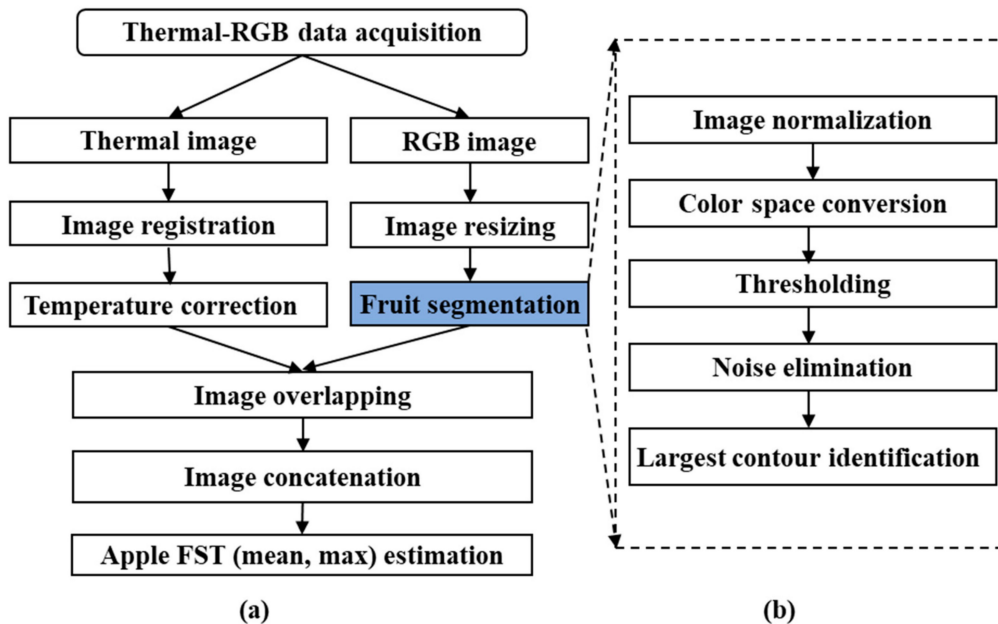 Thermal-RGB data acquisition
Thermal image
RGB image
Image registration
Image resizing
Temperature correction
Fruit segmentation
Image overlapping
Image concatenation
Apple FST (mean, max) estimation
(a)
Image normalization
Color space conversion
Thresholding
Noise elimination
Largest contour identification
(b)